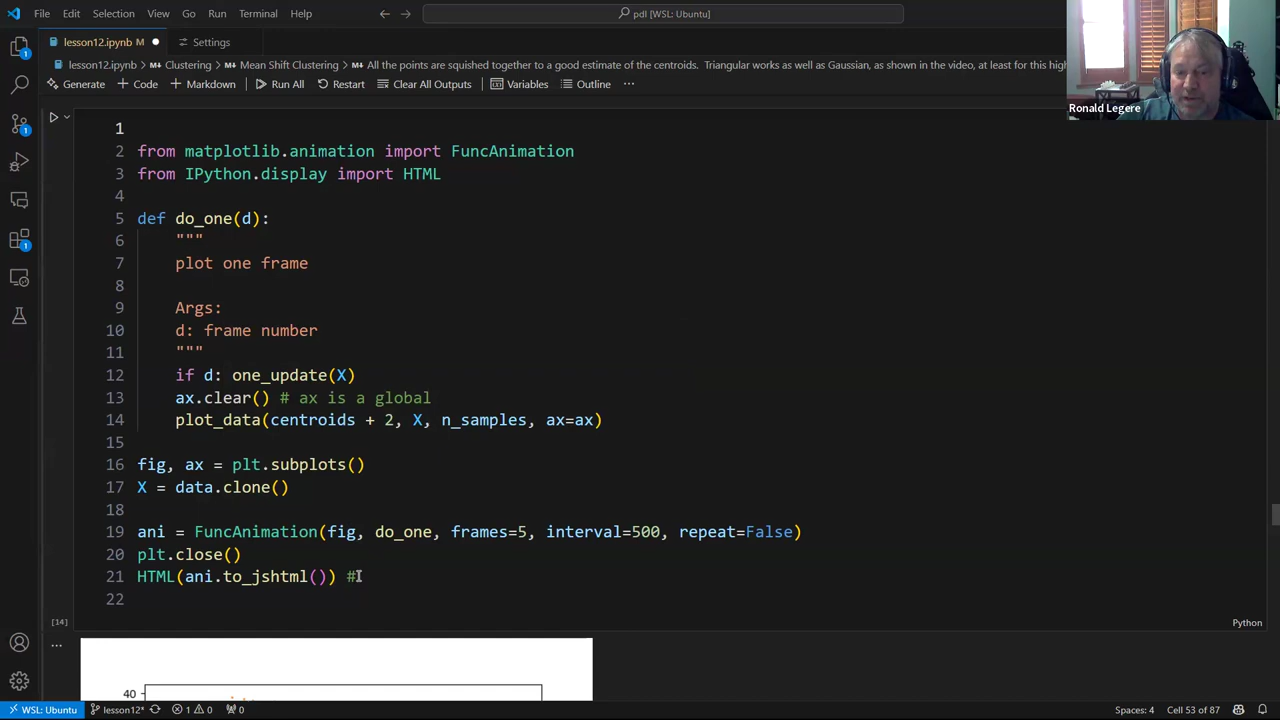 File Edit Selection View Go Run Terminal Help
pdl [WSL: Ubuntu]
lesson12.ipynb M Settings
lesson12.ipynb > Clustering > Mean Shift Clustering > All the points are pushed together to a good estimate of the centroids. Triangular works as well as Gaussian, as shown in the video, at least for this high
Generate + Code + Markdown Run All Restart Clear All Outputs Variables Outline ...
Ronald Legere
1
2 from matplotlib.animation import FuncAnimation
3 from IPython.display import HTML
4
5 def do_one(d):
6 """
7 plot one frame
8
9 Args:
10 d: frame number
11 """
12 if d: one_update(X)
13 ax.clear() # ax is a global
14 plot_data(centroids + 2, X, n_samples, ax=ax)
15
16 fig, ax = plt.subplots()
17 X = data.clone()
18
19 ani = FuncAnimation(fig, do_one, frames=5, interval=500, repeat=False)
20 plt.close()
21 HTML(ani.to_jshtml()) #
22
[14] Python
...
40
WSL: Ubuntu lesson12* 1 0 0 Spaces: 4 Cell 53 of 87